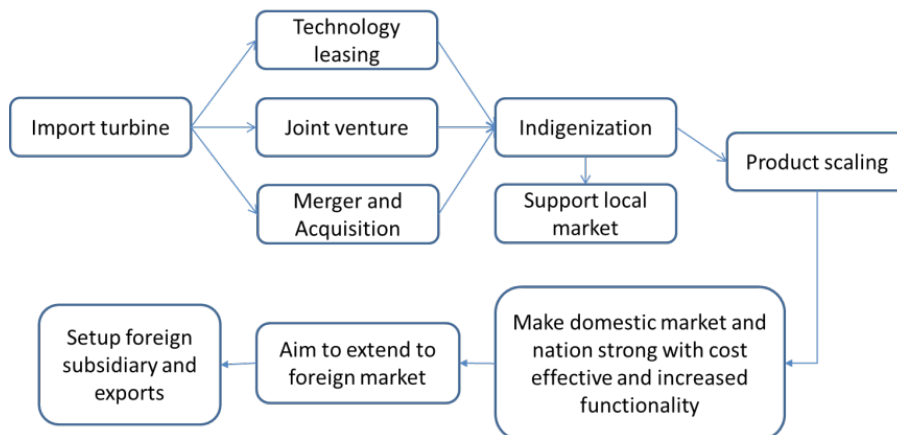 Technology
leasing
Import turbine
Joint venture
Indigenization
Product scaling
Merger and
Acquisition
Support local
market
Make domestic market and
nation strong with cost
effective and increased
functionality
Aim to extend to
foreign market
Setup foreign
subsidiary and
exports